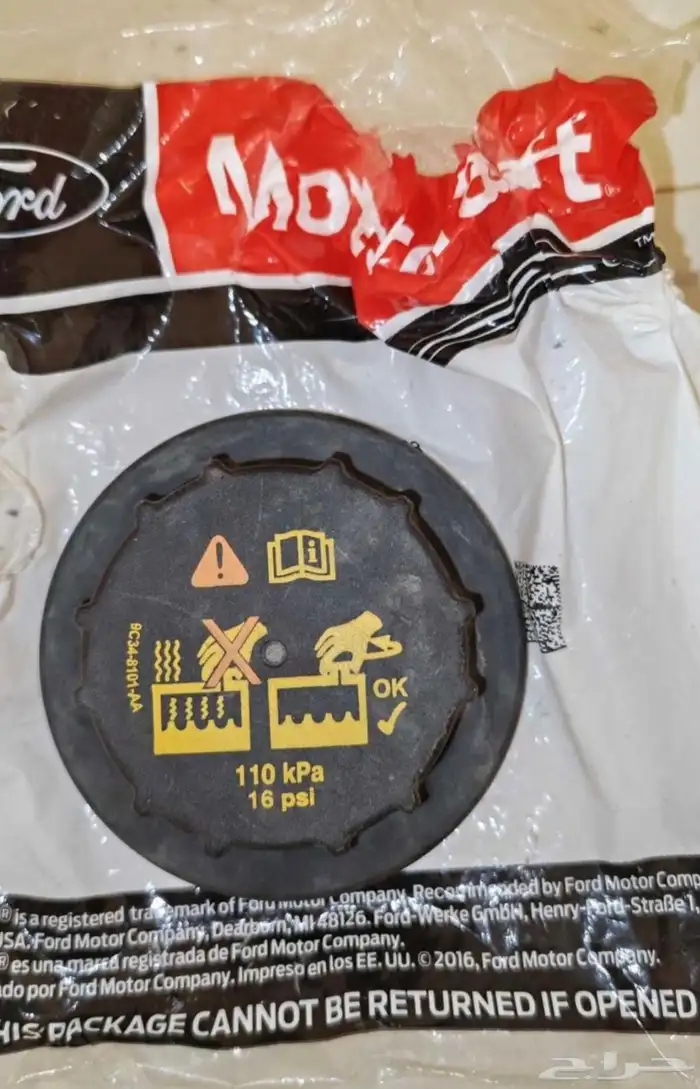 Ford
TM
9C34-8101-AA
OK
110 kPa
16 psi
® is a registered trademark of Ford Motor Company. Recommended by Ford Motor Comp
USA. Ford Motor Company, Dearborn, MI 48126. Ford-Werke GmbH, Henry-Ford-Straße 1,
® es una marca registrada de Ford Motor Company.
ado por Ford Motor Company. Impreso en los EE. UU. © 2016, Ford Motor Company.
THIS PACKAGE CANNOT BE RETURNED IF OPENED
حراج